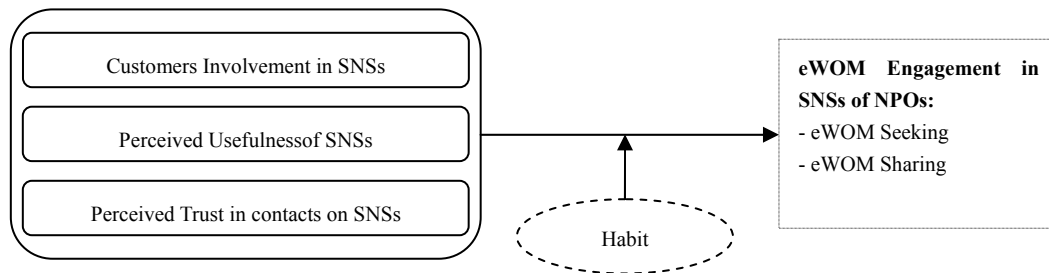 Customers Involvement in SNSs
Perceived Usefulnessof SNSs
Perceived Trust in contacts on SNSs
Habit
eWOM Engagement in
SNSs of NPOs:
- eWOM Seeking
- eWOM Sharing